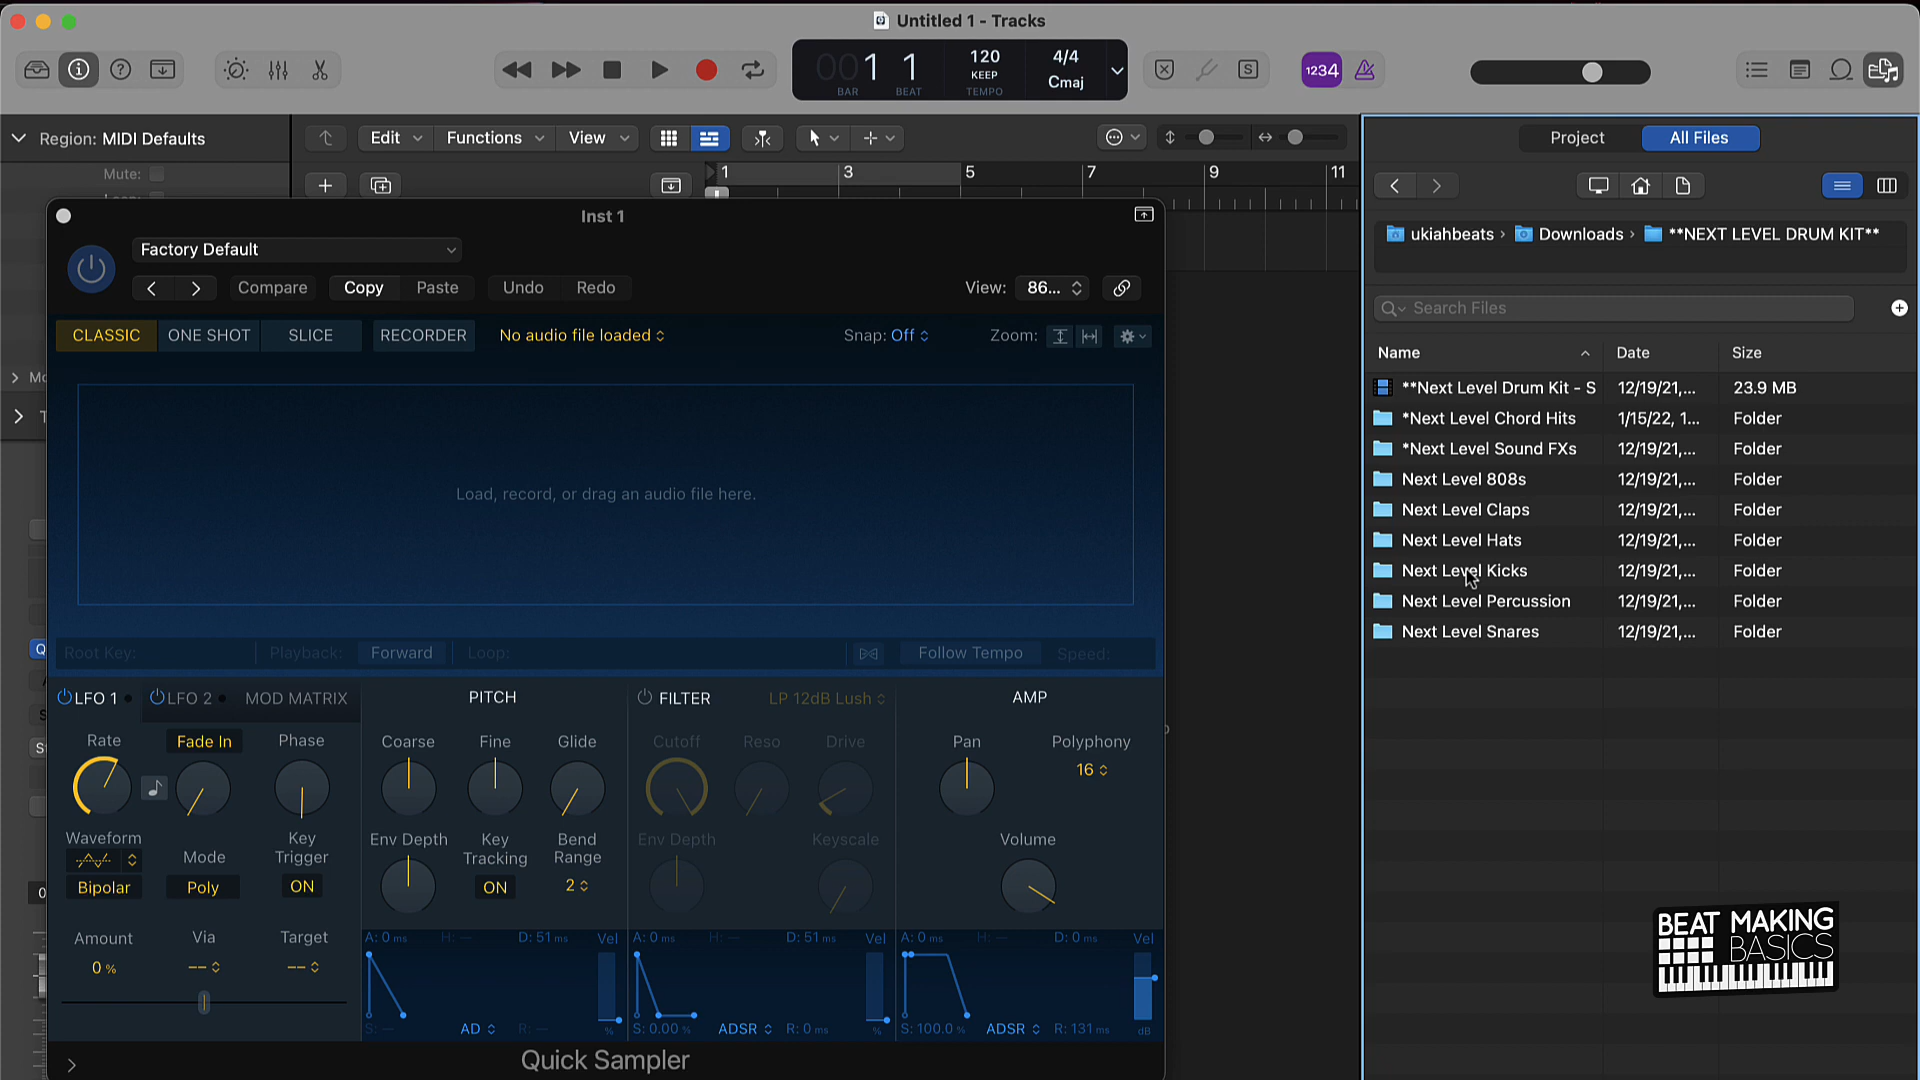 Untitled 1 - Tracks
1234
001 1
BAR BEAT
120
KEEP
TEMPO
4/4
Cmaj
S
Region: MIDI Defaults
Mute:
Edit Functions View
1 3 5 7 9 11
Project All Files
ukiahbeats › Downloads › **NEXT LEVEL DRUM KIT**
Search Files
Name Date Size
**Next Level Drum Kit - S 12/19/21,... 23.9 MB
*Next Level Chord Hits 1/15/22, 1... Folder
*Next Level Sound FXs 12/19/21,... Folder
Next Level 808s 12/19/21,... Folder
Next Level Claps 12/19/21,... Folder
Next Level Hats 12/19/21,... Folder
Next Level Kicks 12/19/21,... Folder
Next Level Percussion 12/19/21,... Folder
Next Level Snares 12/19/21,... Folder
Inst 1
Factory Default
Compare Copy Paste Undo Redo View: 86...
CLASSIC ONE SHOT SLICE RECORDER No audio file loaded Snap: Off Zoom:
Load, record, or drag an audio file here.
Root Key: Playback: Forward Loop: Follow Tempo Speed:
LFO 1 LFO 2 MOD MATRIX PITCH FILTER LP 12dB Lush AMP
Rate Fade In Phase Coarse Fine Glide Cutoff Reso Drive Pan Polyphony
16
Waveform Mode Key Trigger Env Depth Key Tracking Bend Range Env Depth Keyscale Volume
Bipolar Poly ON ON 2
Amount Via Target
0 % -- --
A: 0 ms H: — D: 51 ms Vel A: 0 ms H: — D: 51 ms Vel A: 0 ms H: — D: 0 ms Vel
S: — AD R: — % S: 0.00 % ADSR R: 0 ms % S: 100.0 % ADSR R: 131 ms dB
Quick Sampler
BEAT MAKING
BASICS